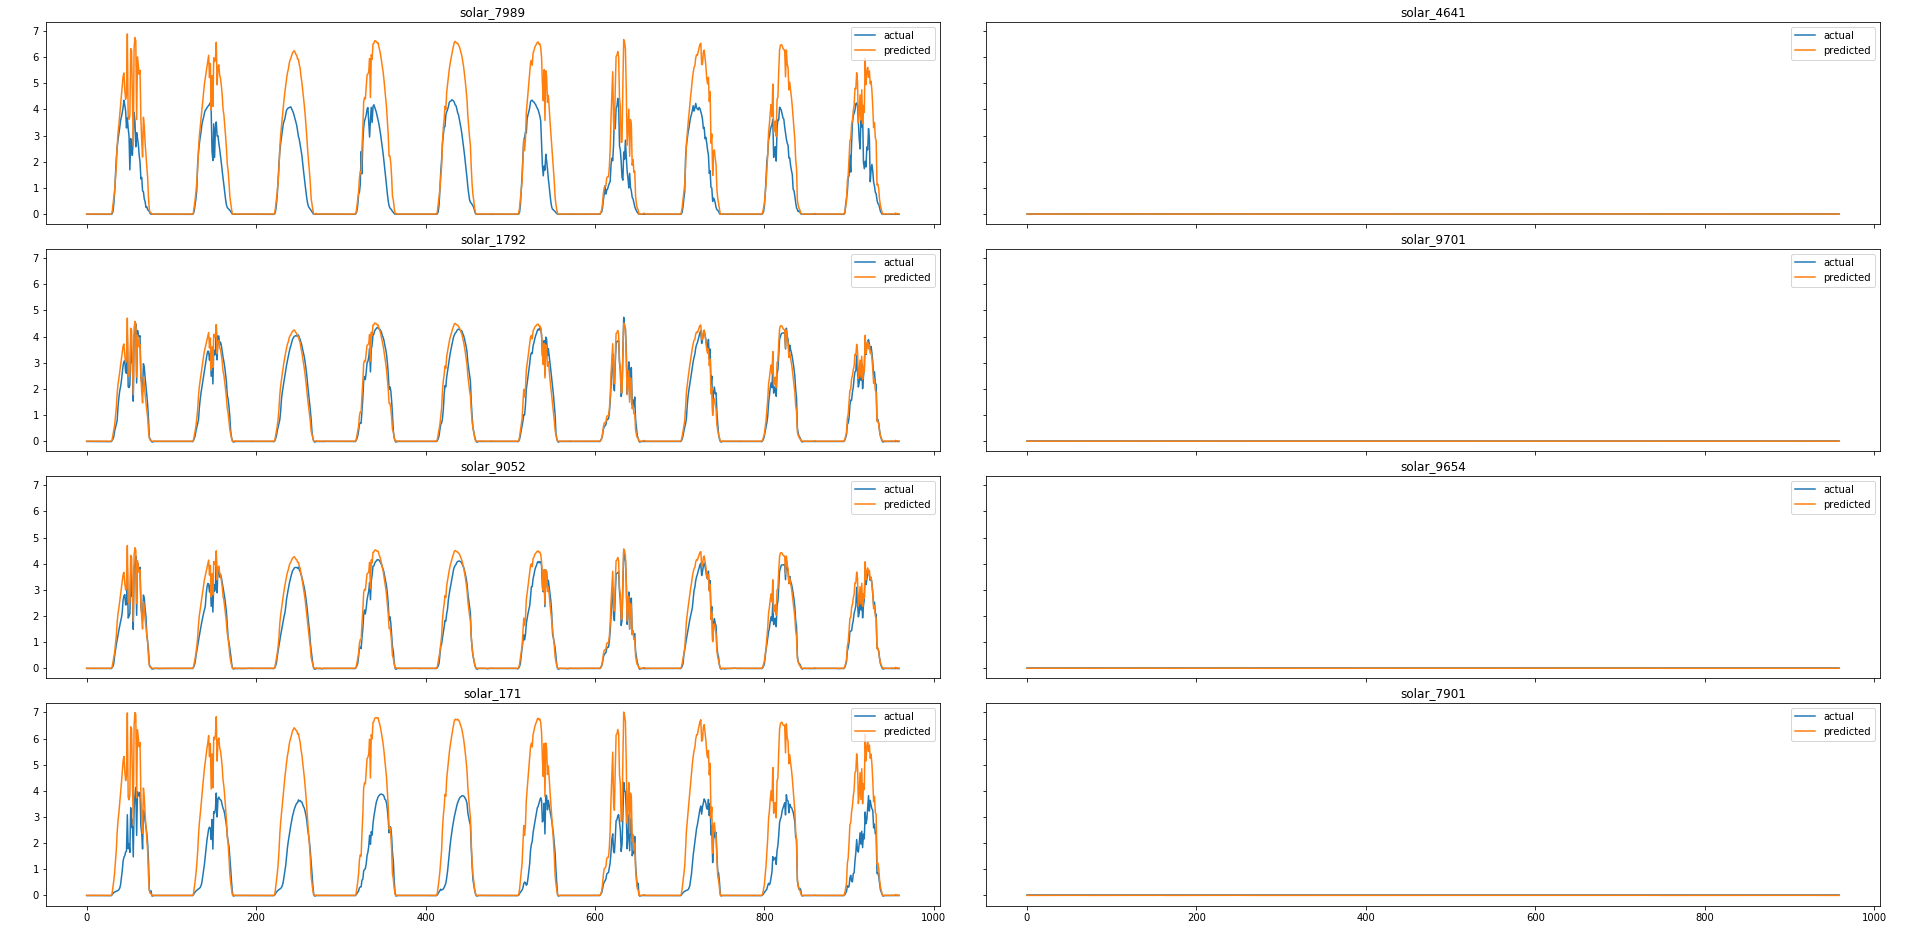 solar_7989
7
6
5
4
3
2
1
0
actual
predicted
solar_4641
actual
predicted
solar_1792
7
6
5
4
3
2
1
0
actual
predicted
solar_9701
actual
predicted
solar_9052
7
6
5
4
3
2
1
0
actual
predicted
solar_9654
actual
predicted
solar_171
7
6
5
4
3
2
1
0
actual
predicted
0 200 400 600 800 1000
solar_7901
actual
predicted
0 200 400 600 800 1000